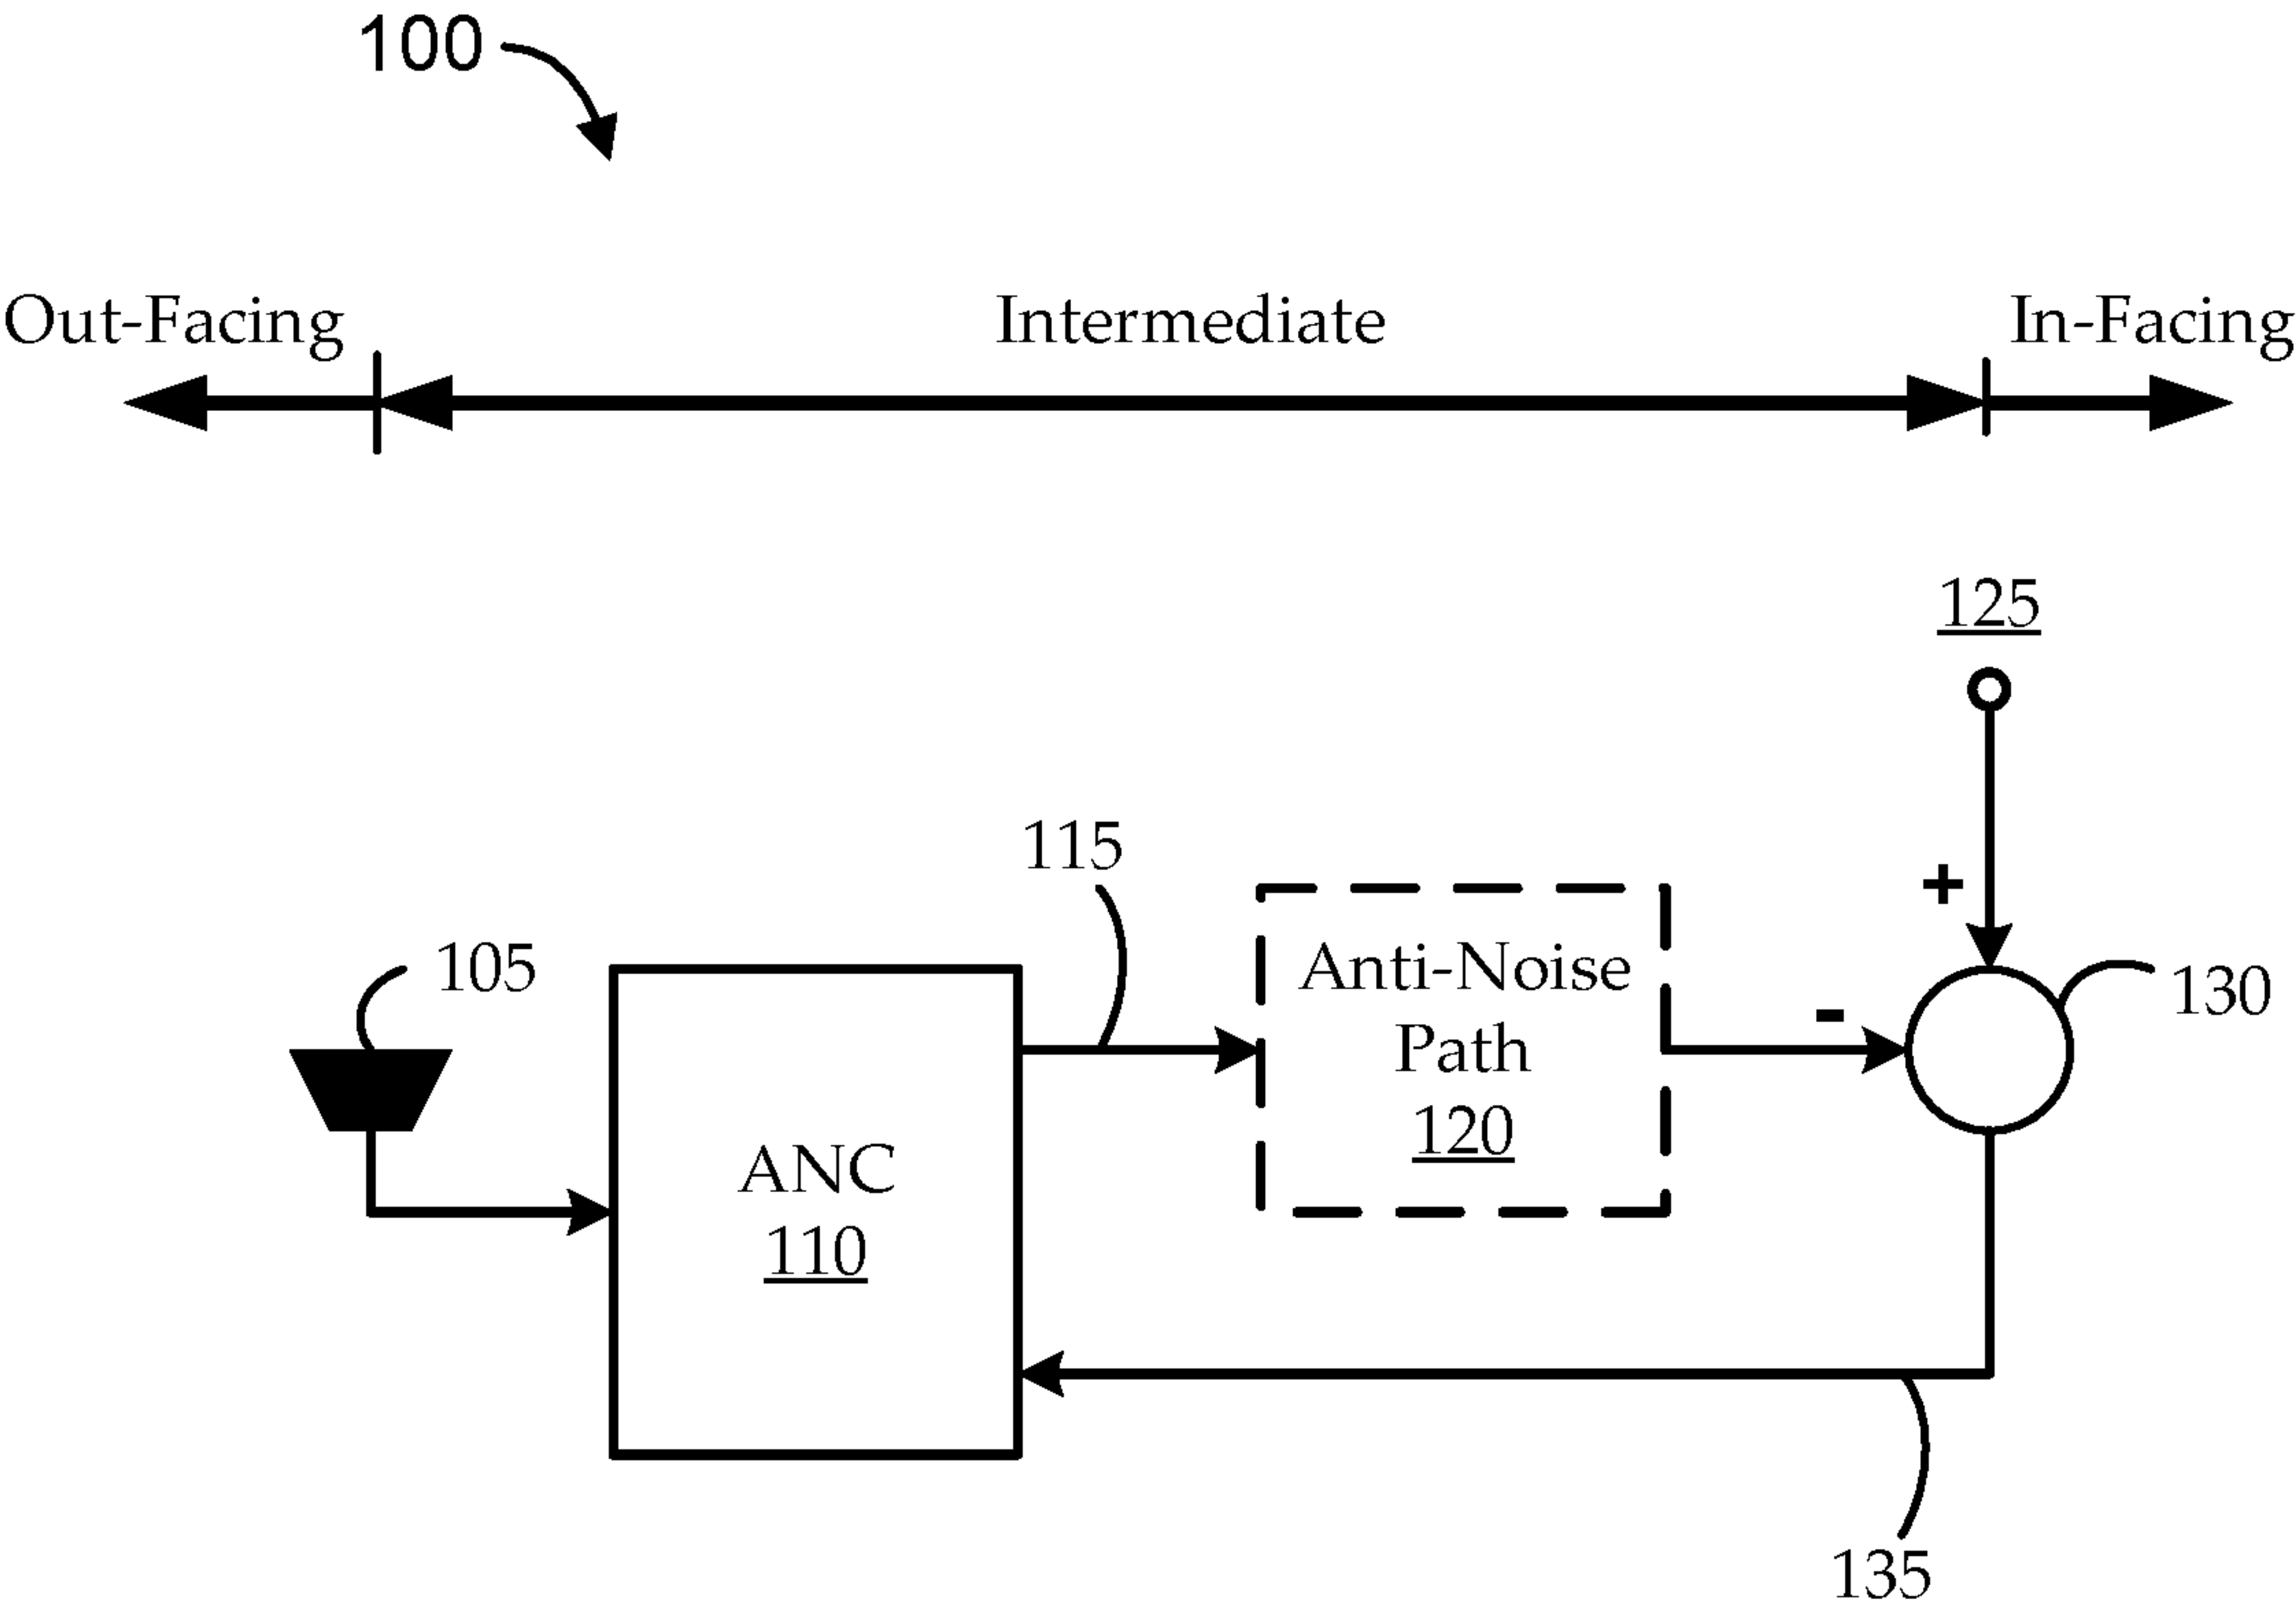 100
Out-Facing
Intermediate
In-Facing
125
115
+
105
Anti-Noise
Path
120
-
130
ANC
110
135